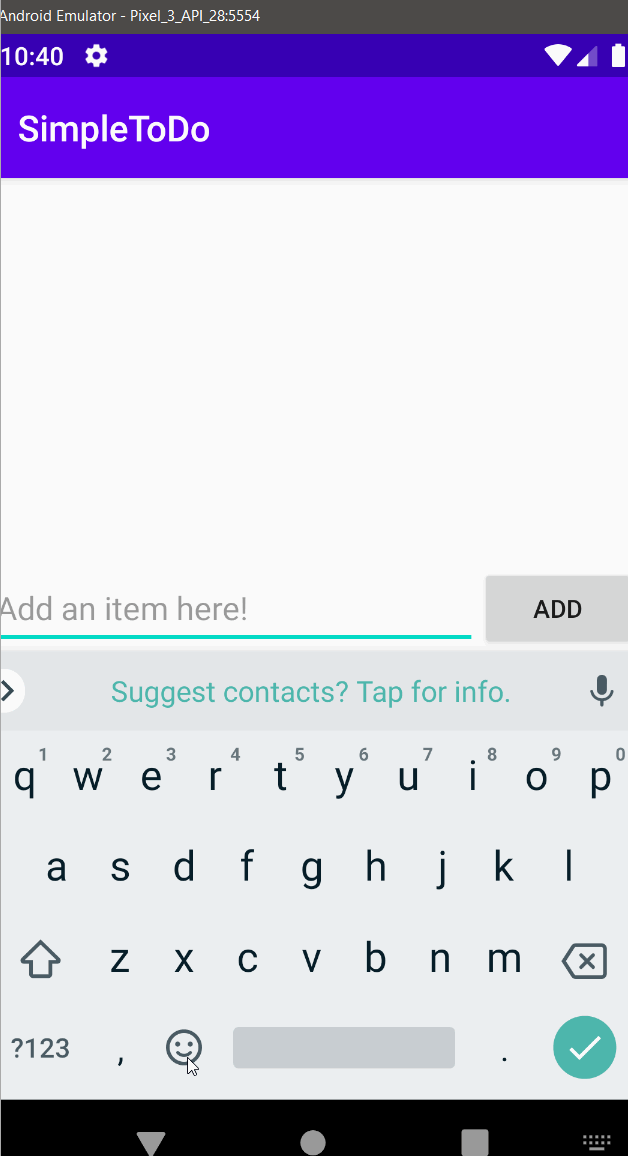 Android Emulator - Pixel_3_API_28:5554
10:40
SimpleToDo
Add an item here!
ADD
Suggest contacts? Tap for info.
1 2 3 4 5 6 7 8 9 0
q w e r t y u i o p
a s d f g h j k l
z x c v b n m
?123 , .